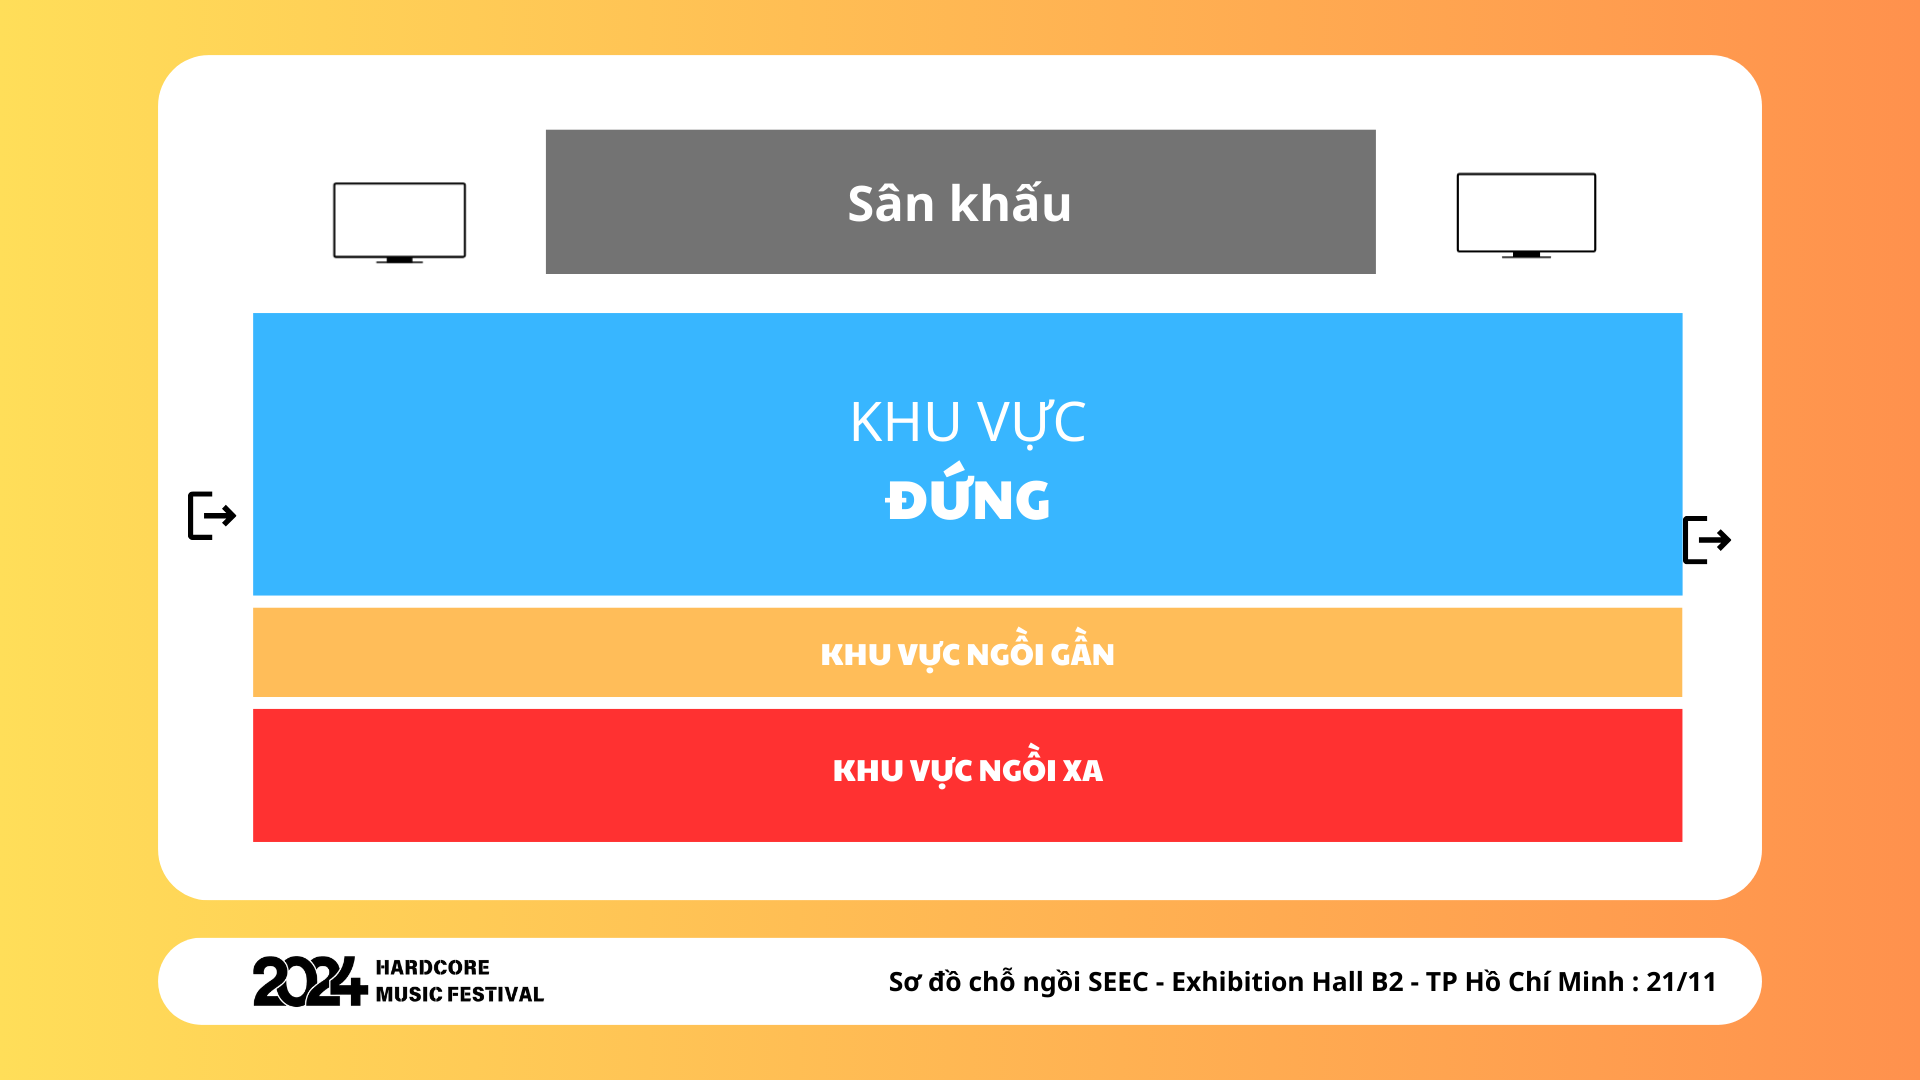 Sân khấu
KHU VỰC
ĐỨNG
KHU VỰC NGỒI GẦN
KHU VỰC NGỒI XA
2024 HARDCORE
MUSIC FESTIVAL
Sơ đồ chỗ ngồi SEEC - Exhibition Hall B2 - TP Hồ Chí Minh : 21/11